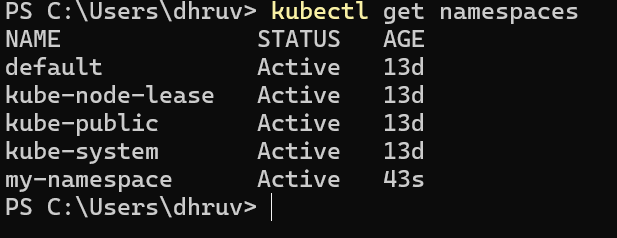 PS C:\Users\dhruv> kubectl get namespaces
NAME STATUS AGE
default Active 13d
kube-node-lease Active 13d
kube-public Active 13d
kube-system Active 13d
my-namespace Active 43s
PS C:\Users\dhruv>